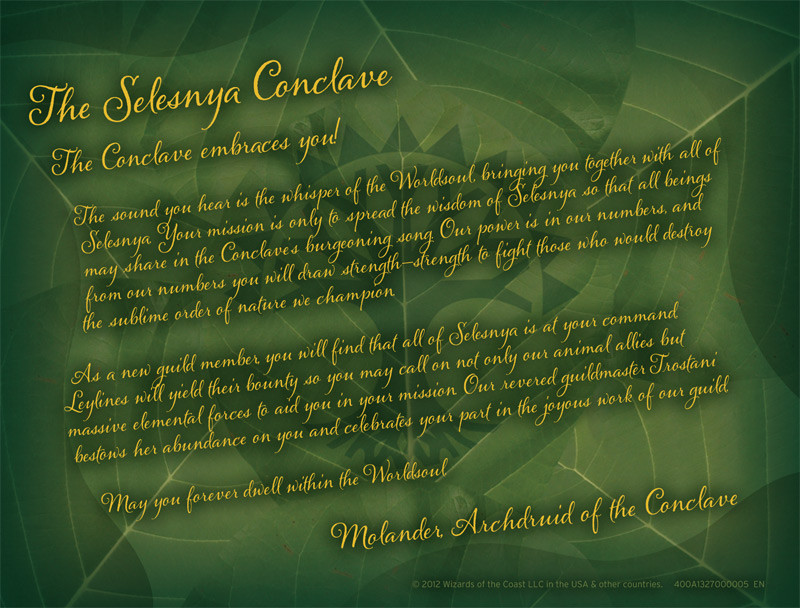 The Selesnya Conclave
The Conclave embraces you!
The sound you hear is the whisper of the Worldsoul, bringing you together with all of
Selesnya. Your mission is only to spread the wisdom of Selesnya so that all beings
may share in the Conclave's burgeoning song. Our power is in our numbers, and
from our numbers you will draw strength—strength to fight those who would destroy
the sublime order of nature we champion.
As a new guild member, you will find that all of Selesnya is at your command.
Leylines will yield their bounty so you may call on not only our animal allies but
massive elemental forces to aid you in your mission. Our revered guildmaster Trostani
bestows her abundance on you and celebrates your part in the joyous work of our guild.
May you forever dwell within the Worldsoul,
Molander, Archdruid of the Conclave
© 2012 Wizards of the Coast LLC in the USA & other countries. 400A1327000005 EN